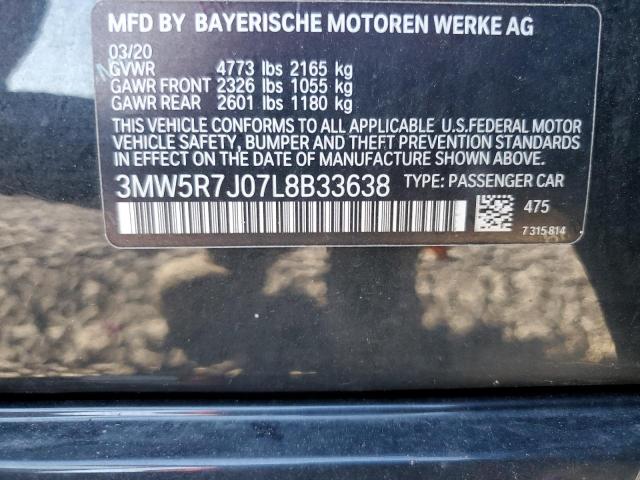 MFD BY BAYERISCHE MOTOREN WERKE AG
03/20
GVWR 4773 lbs 2165 kg
GAWR FRONT 2326 lbs 1055 kg
GAWR REAR 2601 lbs 1180 kg
THIS VEHICLE CONFORMS TO ALL APPLICABLE U.S.FEDERAL MOTOR
VEHICLE SAFETY, BUMPER AND THEFT PREVENTION STANDARDS
IN EFFECT ON THE DATE OF MANUFACTURE SHOWN ABOVE.
3MW5R7J07L8B33638 TYPE: PASSENGER CAR
475
7 315 814